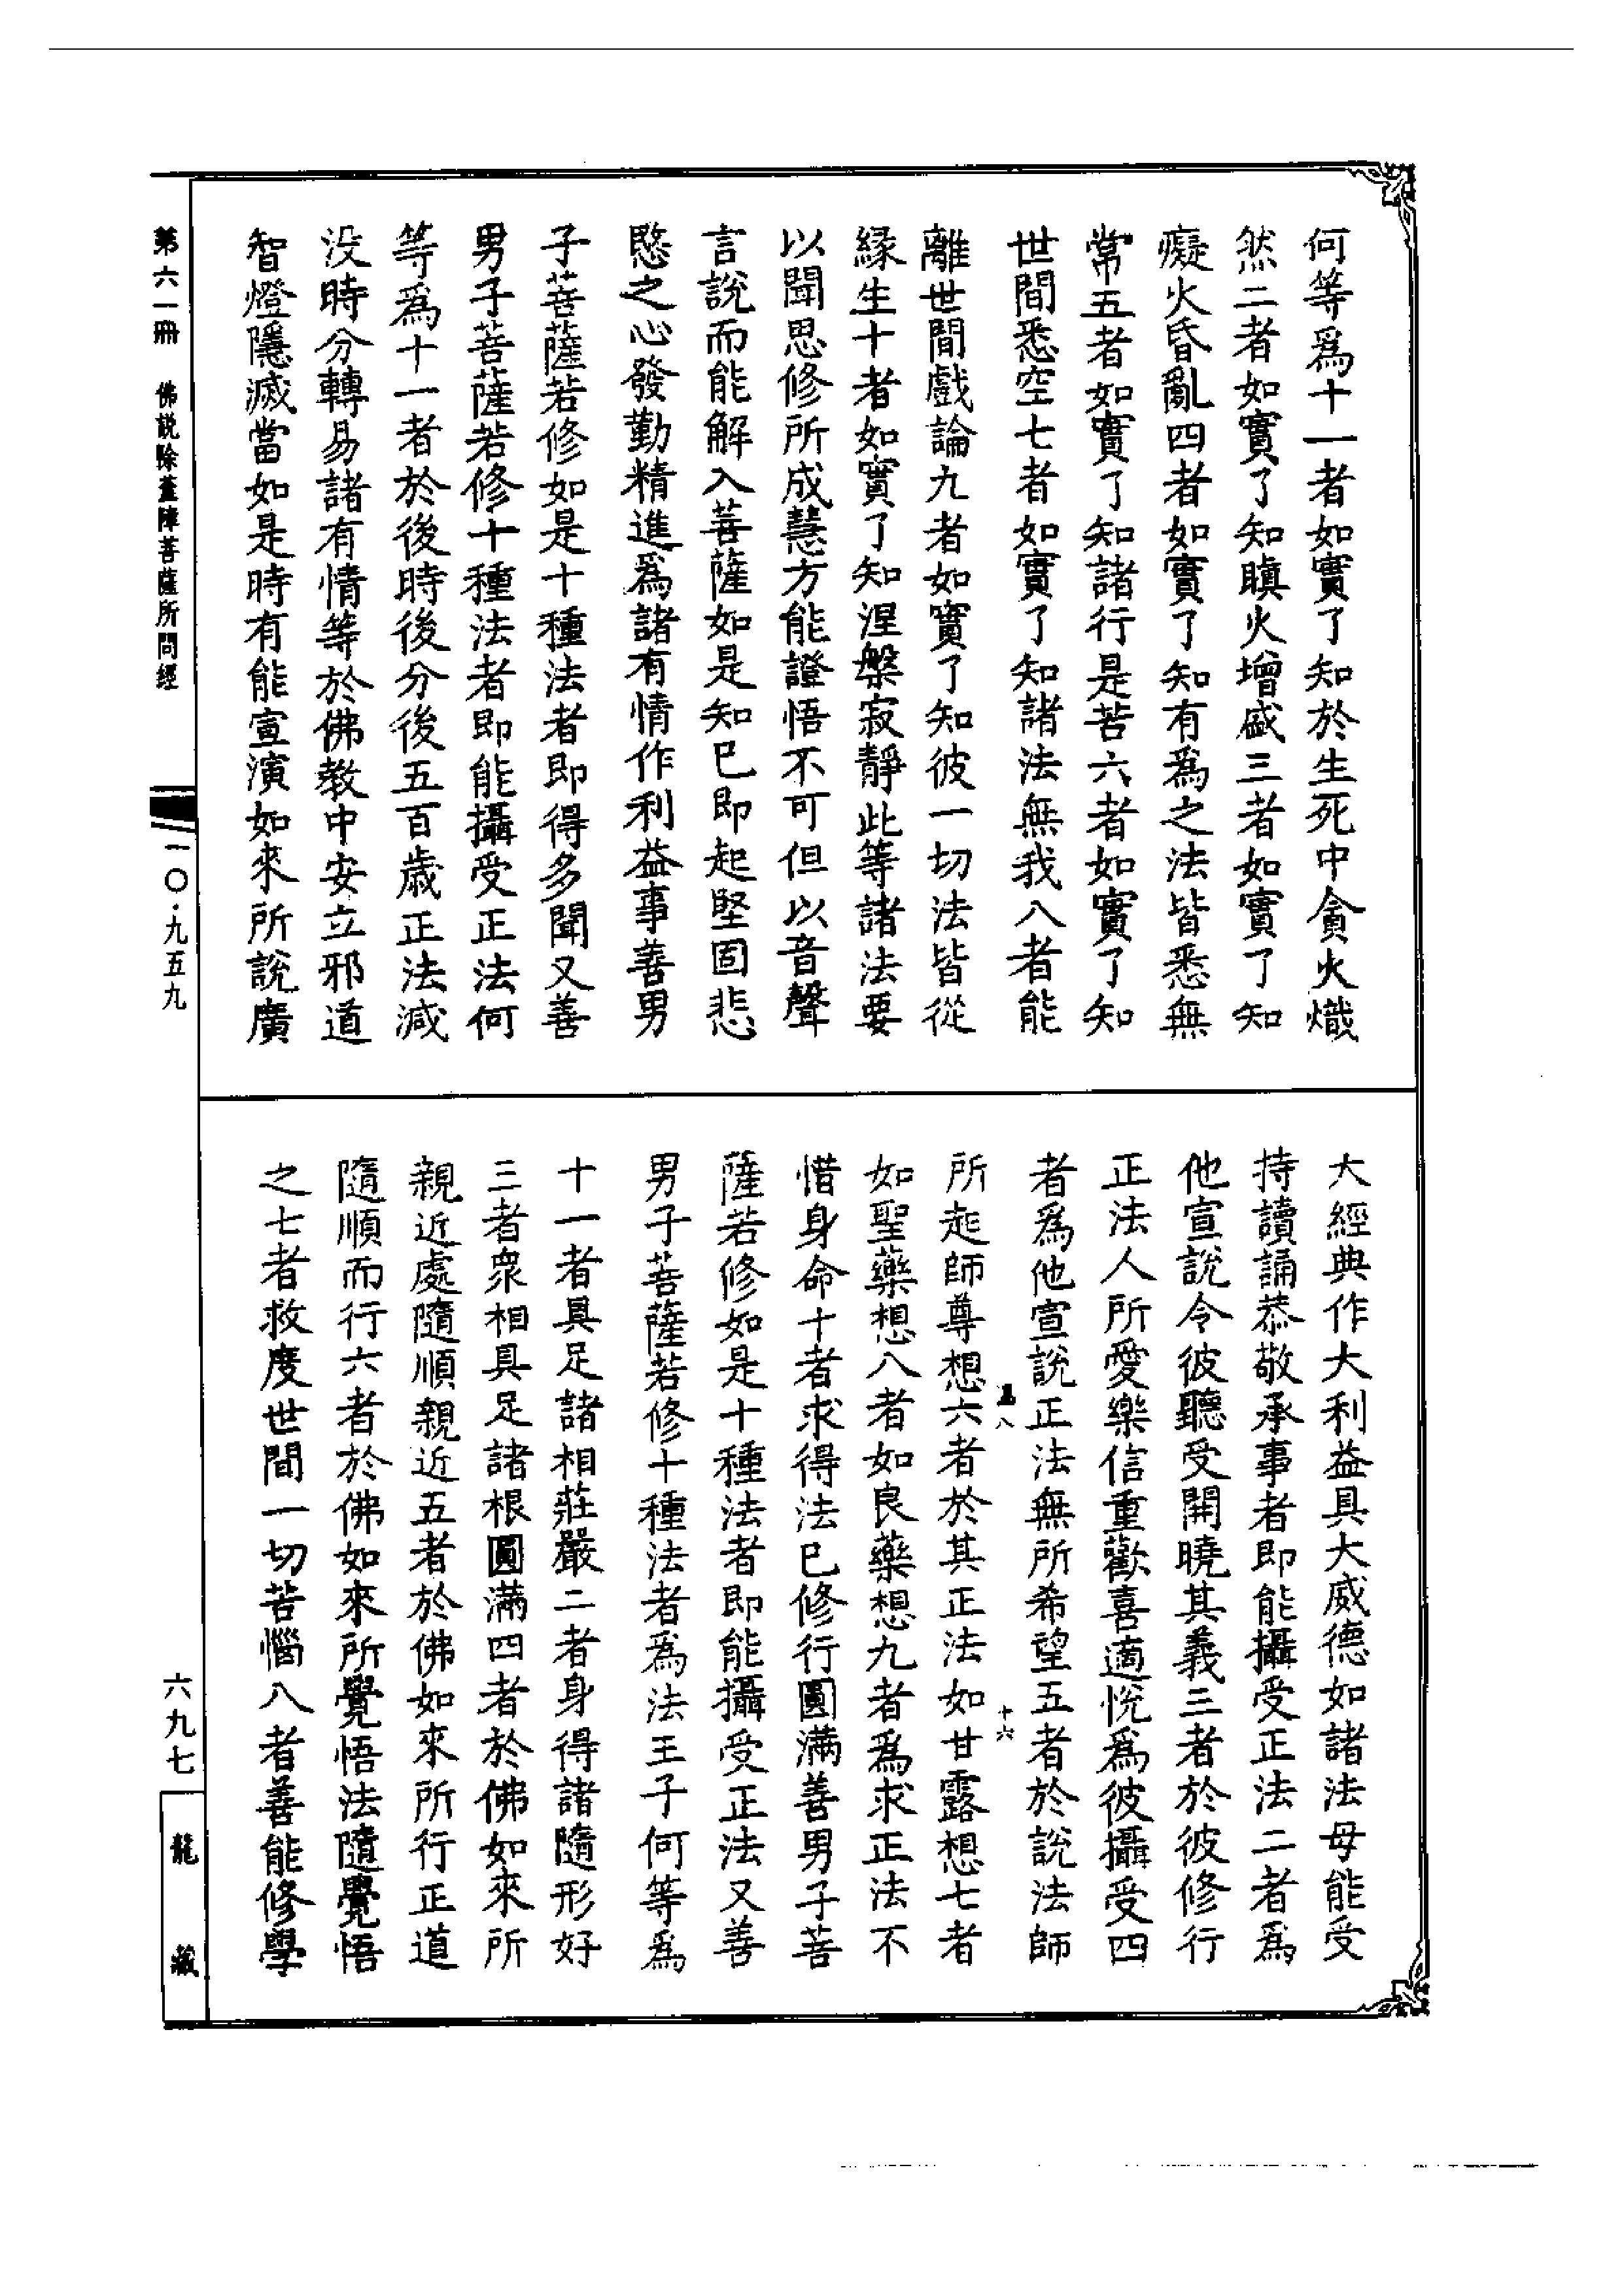 何等爲十一者如實了知於生死中貪火熾
然二者如實了知瞋火增盛三者如實了知
癡火昏亂四者如實了知有爲之法皆悉無
常五者如實了知諸行是苦六者如實了知
世間悉空七者如實了知諸法無我八者能
離世間戲論九者如實了知彼一切法皆從
緣生十者如實了知涅槃寂靜此等諸法要
以聞思修所成慧方能證悟不可但以音聲
言說而能解入菩薩如是知已即起堅固悲
愍之心發勤精進爲諸有情作利益事善男
子菩薩若修如是十種法者即得多聞又善
男子菩薩若修十種法者即能攝受正法何
等爲十一者於後時後分後五百歲正法減
没時分轉易諸有情等於佛教中安立邪道
智燈隱滅當如是時有能宣演如來所說廣
大經典作大利益具大威德如諸法母能受
持讀誦恭敬承事者即能攝受正法二者爲
他宣說令彼聽受開曉其義三者於彼修行
正法人所愛樂信重歡喜適悅爲彼攝受四
者爲他宣說正法無所希望五者於說法師
八 十六
所起師尊想六者於其正法如甘露想七者
如聖藥想八者如良藥想九者爲求正法不
惜身命十者求得法已修行圓滿善男子菩
薩若修如是十種法者即能攝受正法又善
男子菩薩若修十種法者爲法王子何等爲
十一者具足諸相莊嚴二者身得諸隨形好
三者衆相具足諸根圓滿四者於佛如來所
親近處隨順親近五者於佛如來所行正道
隨順而行六者於佛如來所覺悟法隨覺悟
之七者救度世間一切苦惱八者善能修學
第六一冊 佛説除蓋障菩薩所問經
一〇·九五九
六九七
龍藏